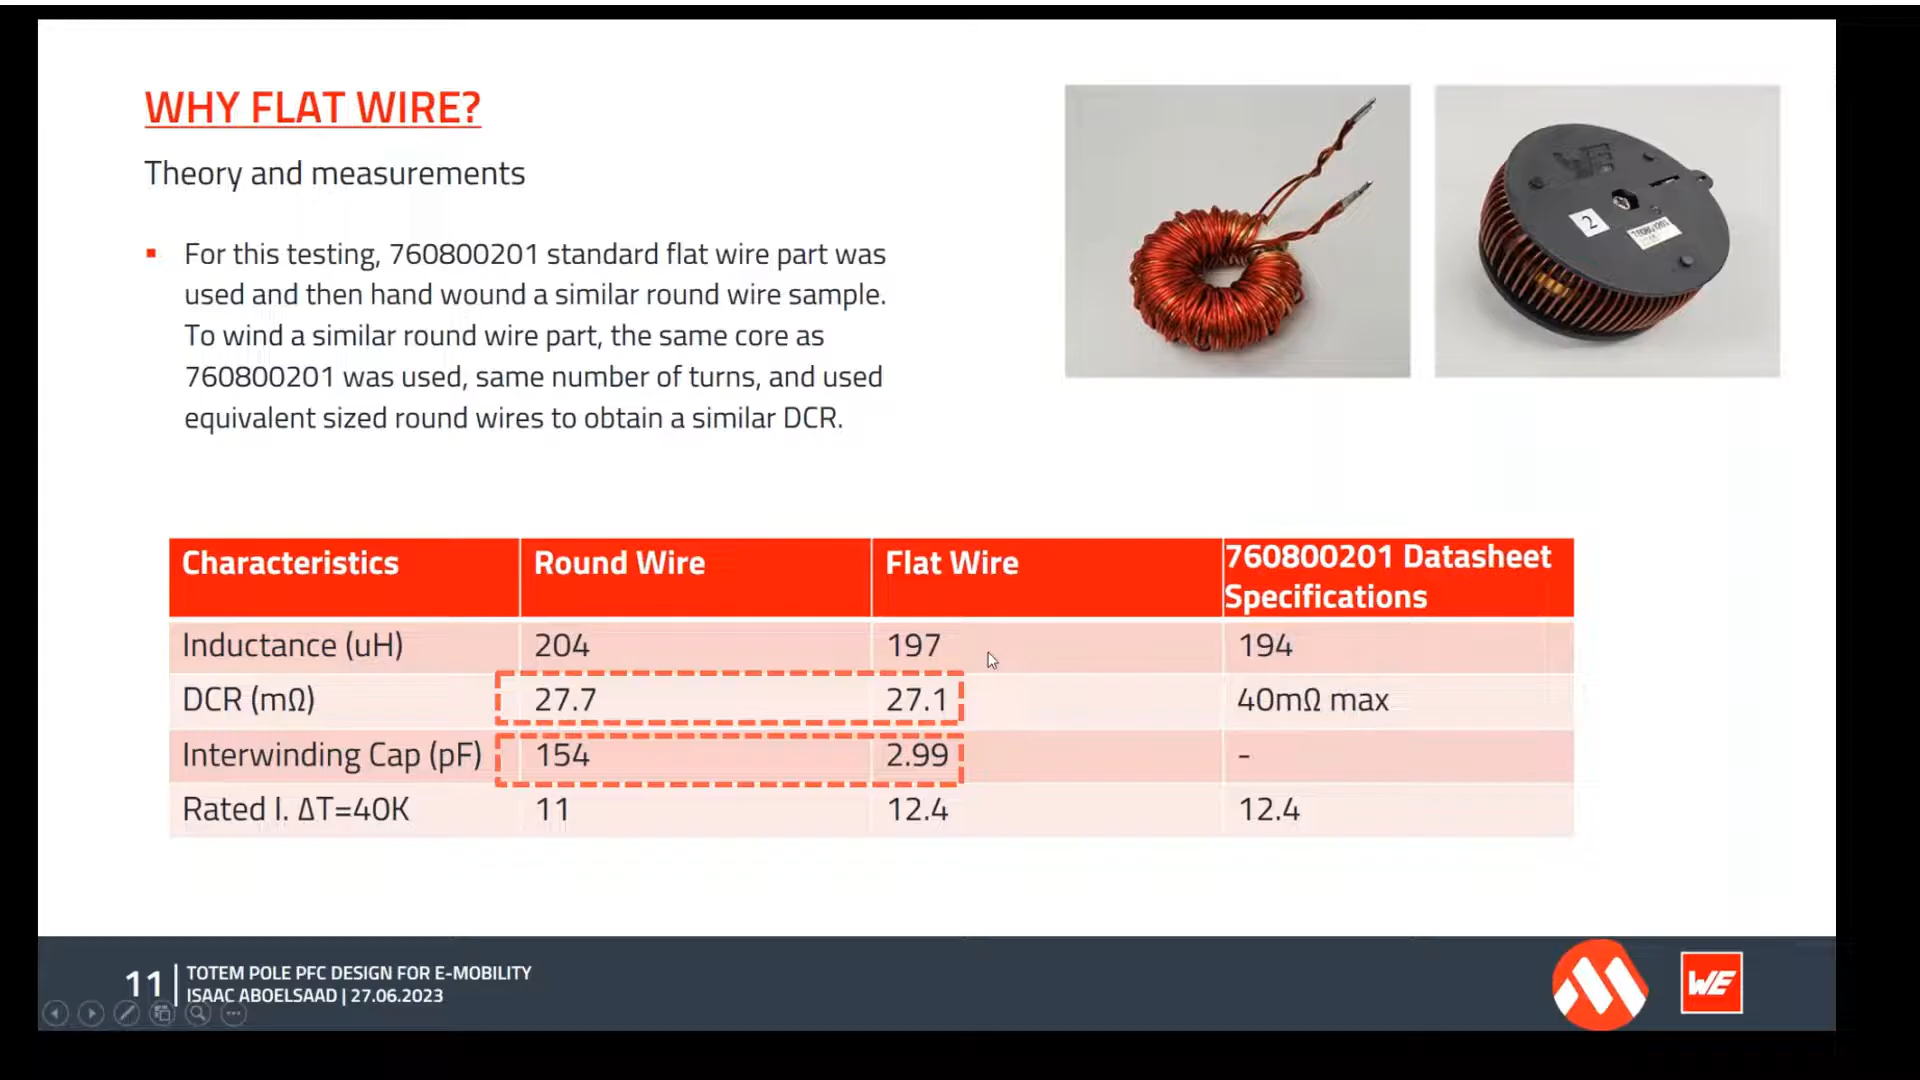 WHY FLAT WIRE?
Theory and measurements
For this testing, 760800201 standard flat wire part was
used and then hand wound a similar round wire sample.
To wind a similar round wire part, the same core as
760800201 was used, same number of turns, and used
equivalent sized round wires to obtain a similar DCR.
2
Characteristics Round Wire Flat Wire 760800201 Datasheet
Specifications
Inductance (uH) 204 197 194
DCR (mΩ) 27.7 27.1 40mΩ max
Interwinding Cap (pF) 154 2.99 -
Rated I. ΔT=40K 11 12.4 12.4
11
TOTEM POLE PFC DESIGN FOR E-MOBILITY
ISAAC ABOELSAAD | 27.06.2023
WE